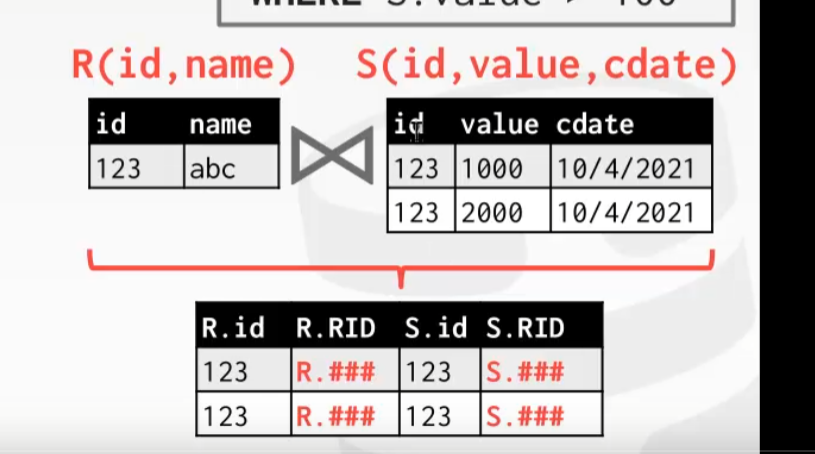 WHERE S.value > 100
R(id,name) S(id,value,cdate)
id name id value cdate
123 abc 123 1000 10/4/2021
123 2000 10/4/2021
R.id R.RID S.id S.RID
123 R.### 123 S.###
123 R.### 123 S.###